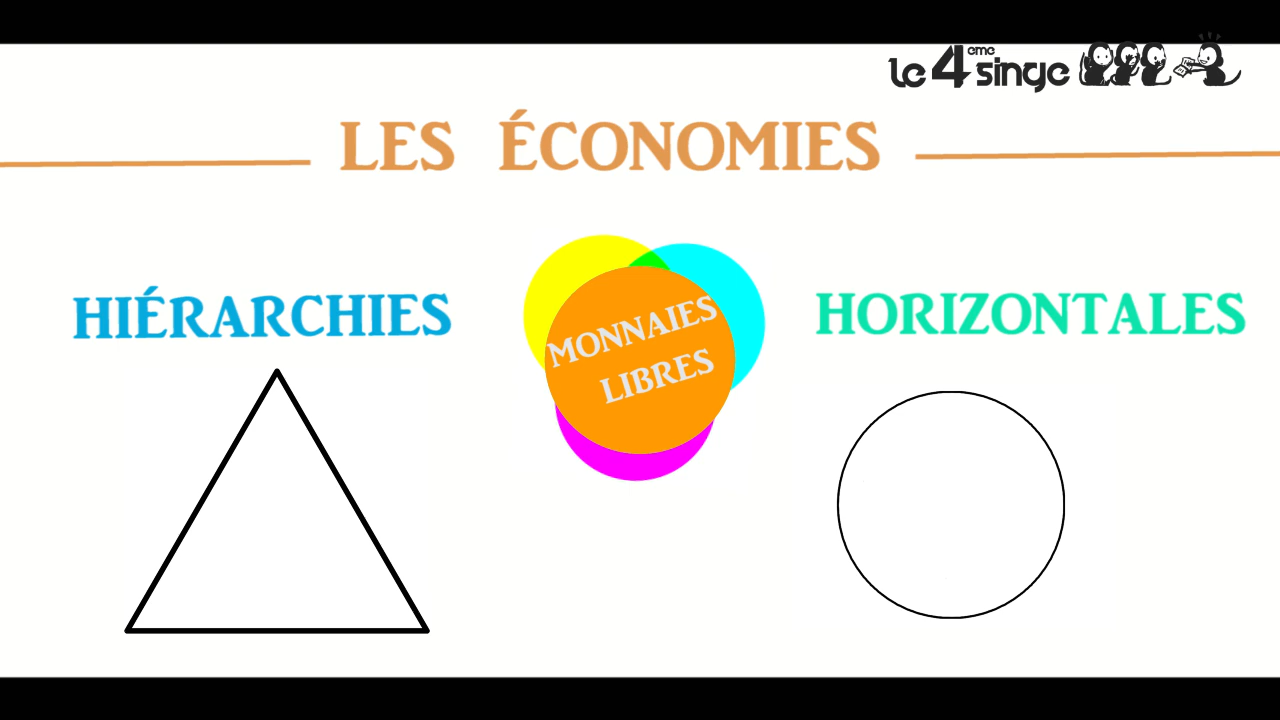 le 4ème singe
LES ÉCONOMIES
HIÉRARCHIES
MONNAIES
LIBRES
HORIZONTALES